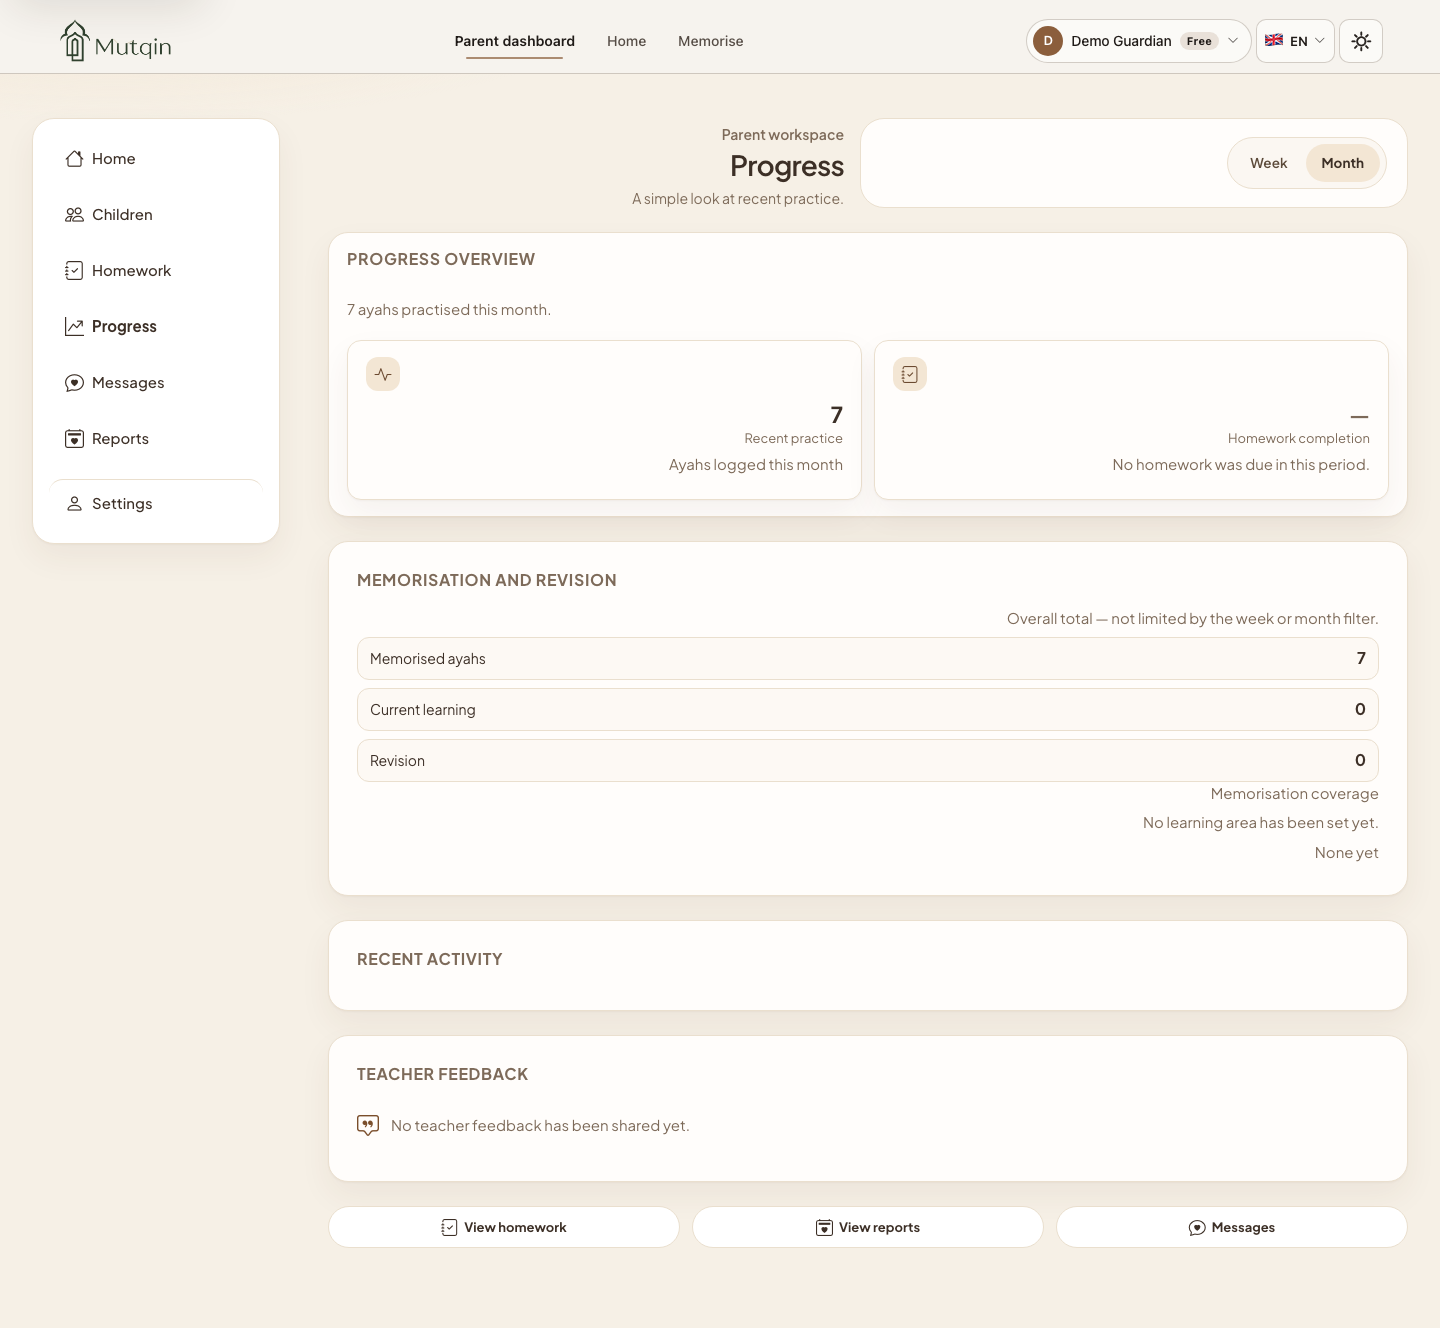 Mutqin
Parent dashboard
Home
Memorise
D
Demo Guardian
Free
EN
Home
Children
Homework
Progress
Messages
Reports
Settings
Parent workspace
Progress
A simple look at recent practice.
Week
Month
PROGRESS OVERVIEW
7 ayahs practised this month.
7
Recent practice
Ayahs logged this month
—
Homework completion
No homework was due in this period.
MEMORISATION AND REVISION
Overall total — not limited by the week or month filter.
Memorised ayahs 7
Current learning 0
Revision 0
Memorisation coverage
No learning area has been set yet.
None yet
RECENT ACTIVITY
TEACHER FEEDBACK
No teacher feedback has been shared yet.
View homework
View reports
Messages